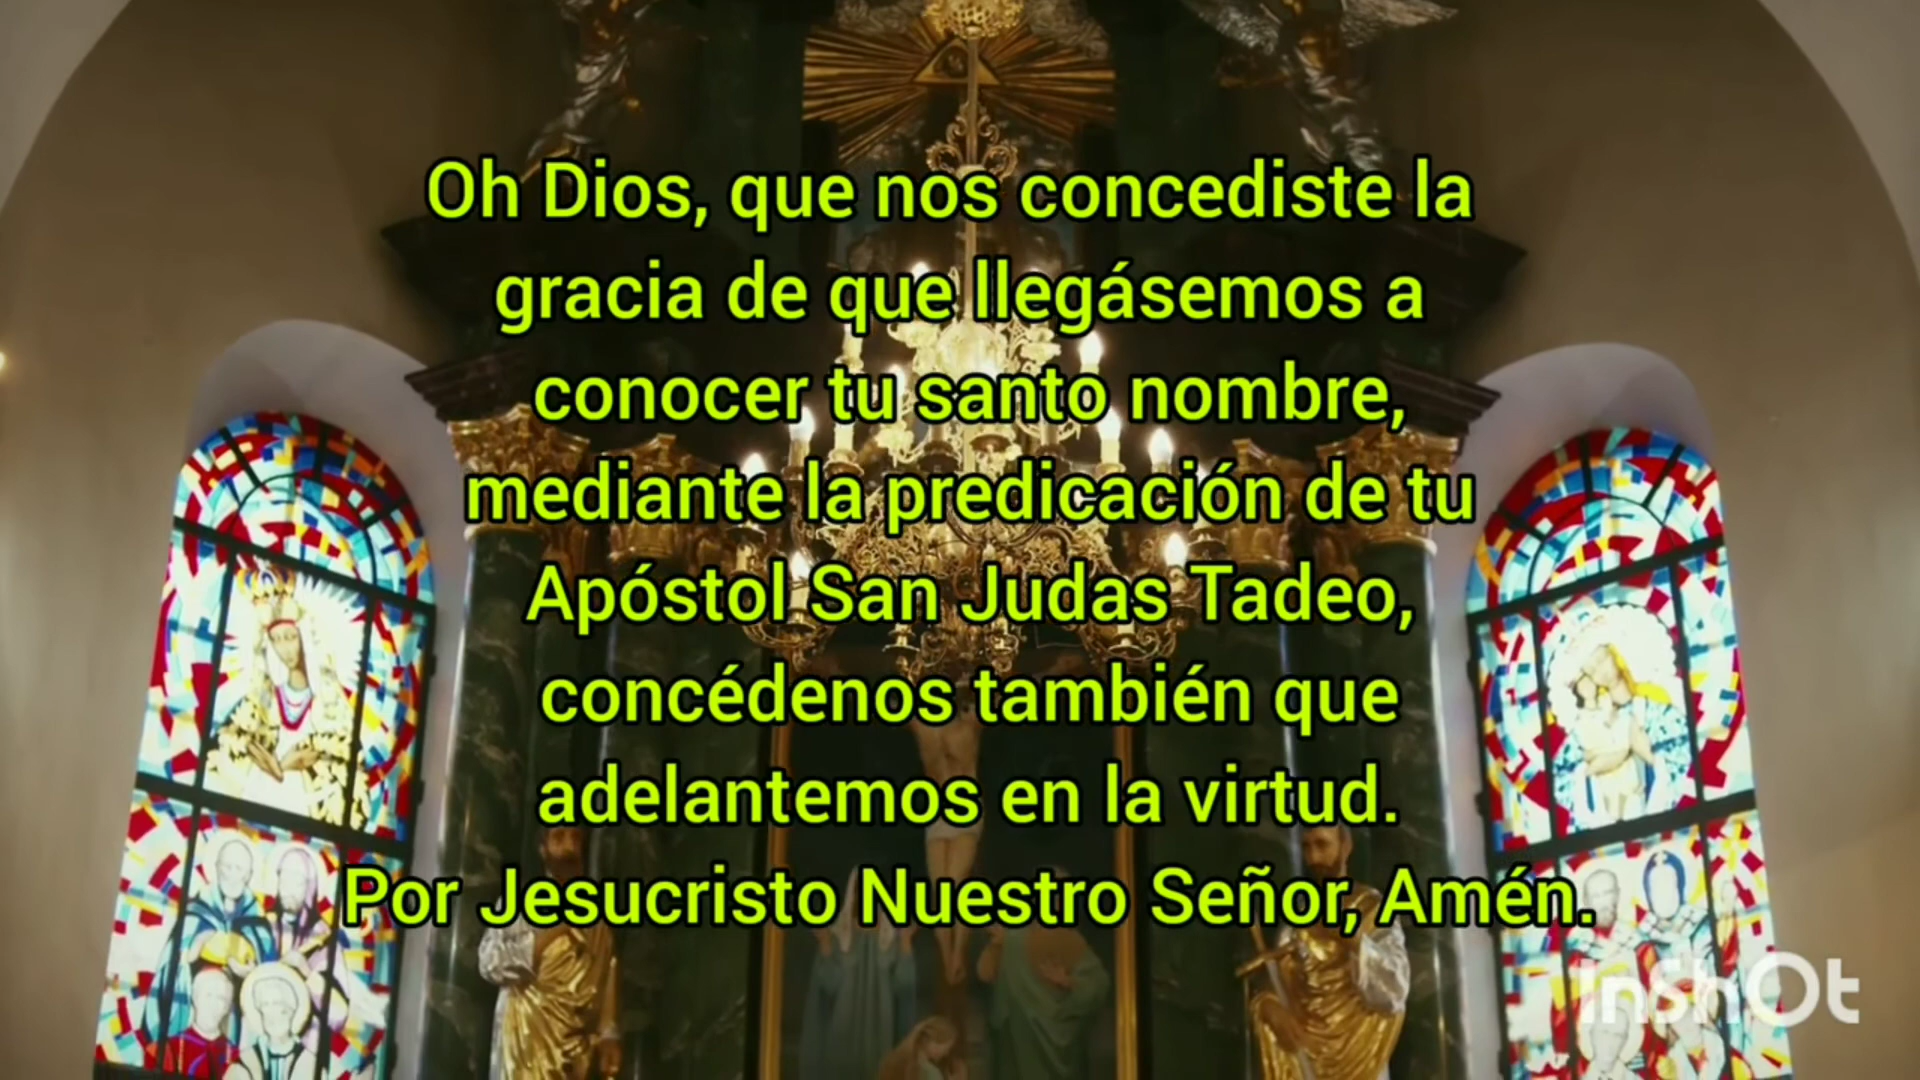 Oh Dios, que nos concediste la
gracia de que llegásemos a
conocer tu santo nombre,
mediante la predicación de tu
Apóstol San Judas Tadeo,
concédenos también que
adelantemos en la virtud.
Por Jesucristo Nuestro Señor, Amén.
InShOt